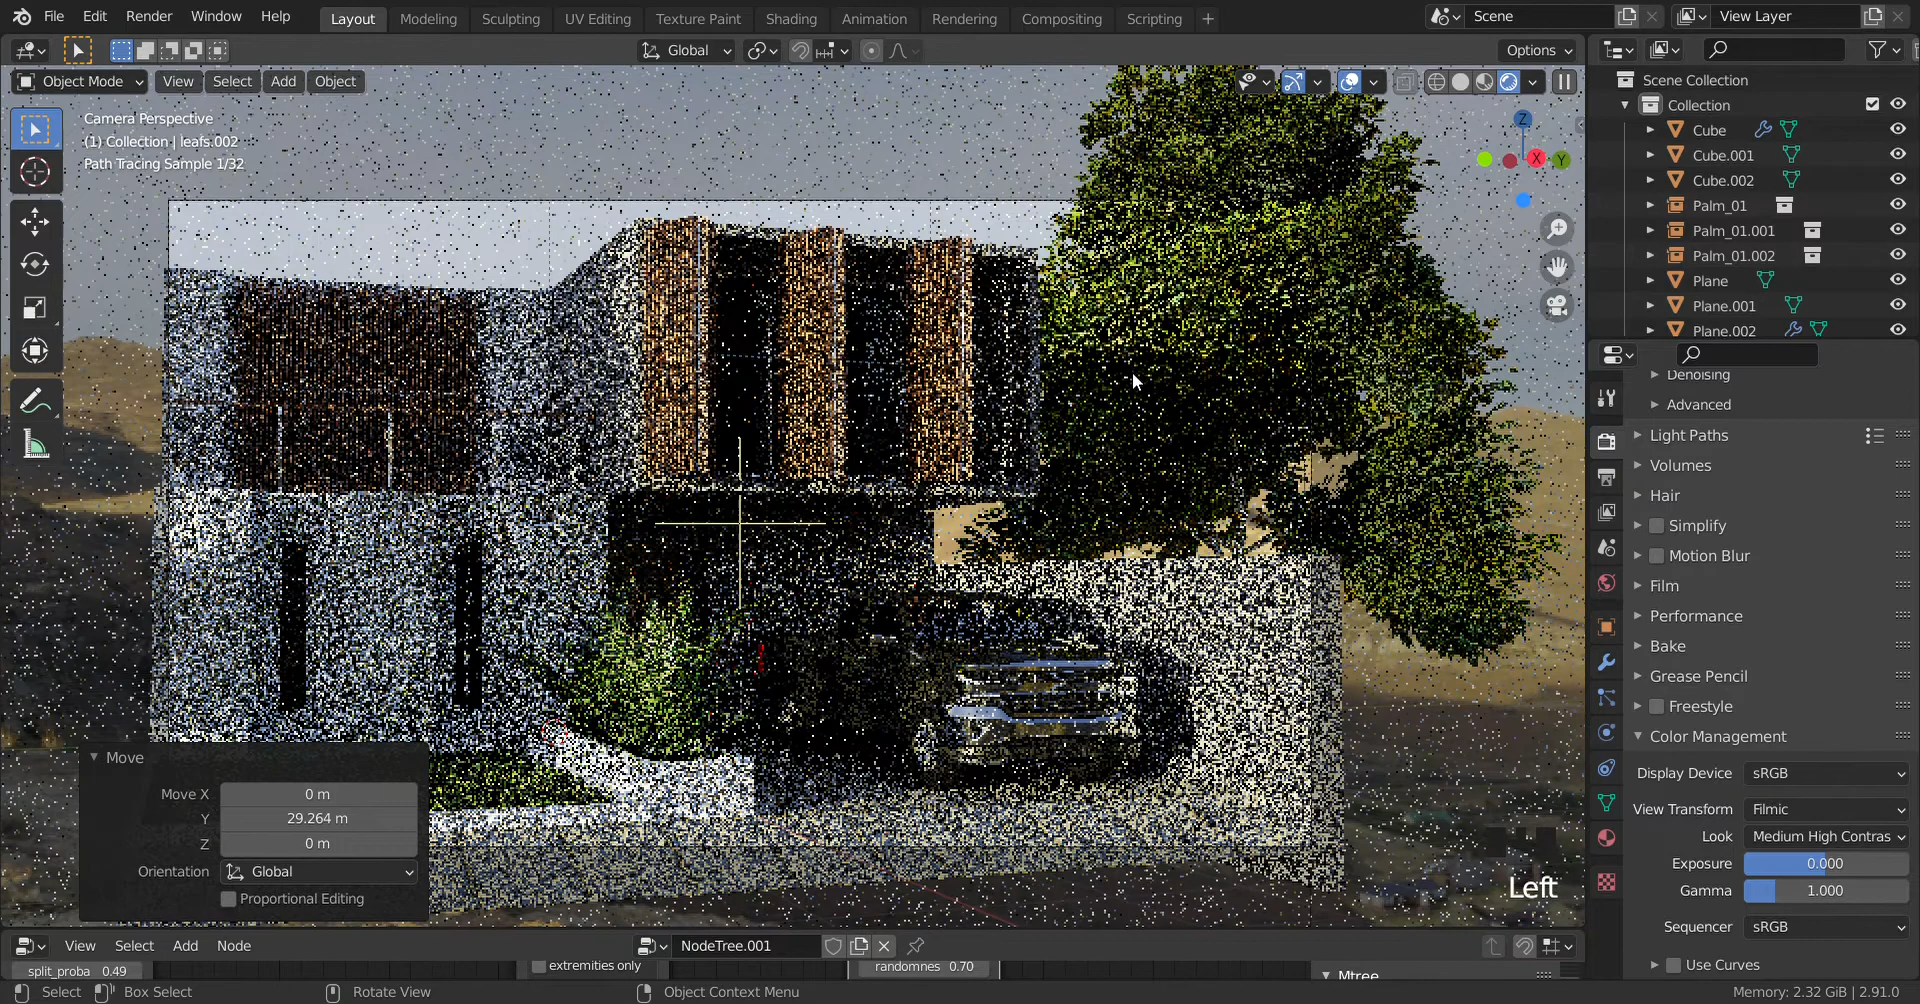 File Edit Render Window Help Layout Modeling Sculpting UV Editing Texture Paint Shading Animation Rendering Compositing Scripting + Scene View Layer
Global Options
Object Mode View Select Add Object
Camera Perspective
(1) Collection | leafs.002
Path Tracing Sample 1/32
Z
X
Y
Scene Collection
Collection
Cube
Cube.001
Cube.002
Palm_01
Palm_01.001
Palm_01.002
Plane
Plane.001
Plane.002
Denoising
Advanced
Light Paths
Volumes
Hair
Simplify
Motion Blur
Film
Performance
Bake
Grease Pencil
Freestyle
Color Management
Display Device sRGB
View Transform Filmic
Look Medium High Contras
Exposure 0.000
Gamma 1.000
Sequencer sRGB
Use Curves
Move
Move X 0 m
Y 29.264 m
Z 0 m
Orientation Global
Proportional Editing
Left
View Select Add Node NodeTree.001
split_proba 0.49 extremities only randomnes 0.70 Mtree
Select Box Select Rotate View Object Context Menu Memory: 2.32 GiB | 2.91.0